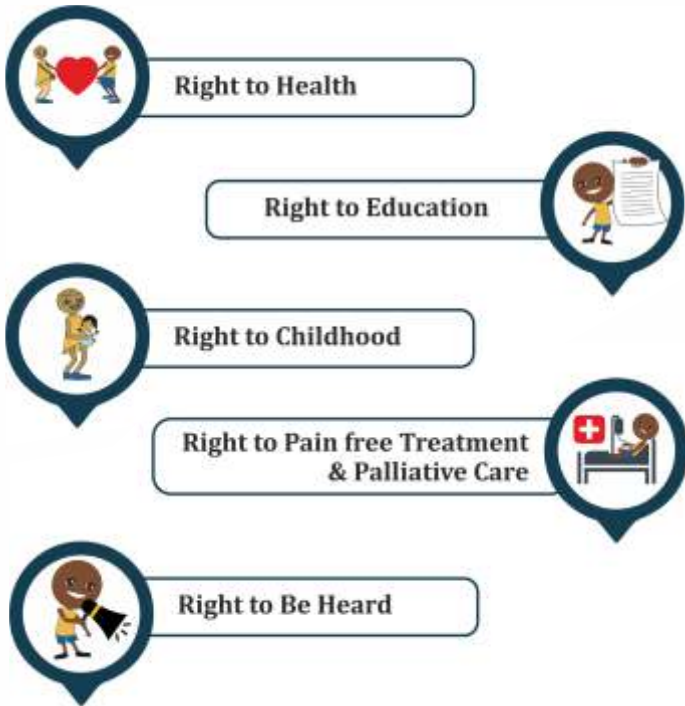 Right to Health
Right to Education
Right to Childhood
Right to Pain free Treatment
& Palliative Care
Right to Be Heard